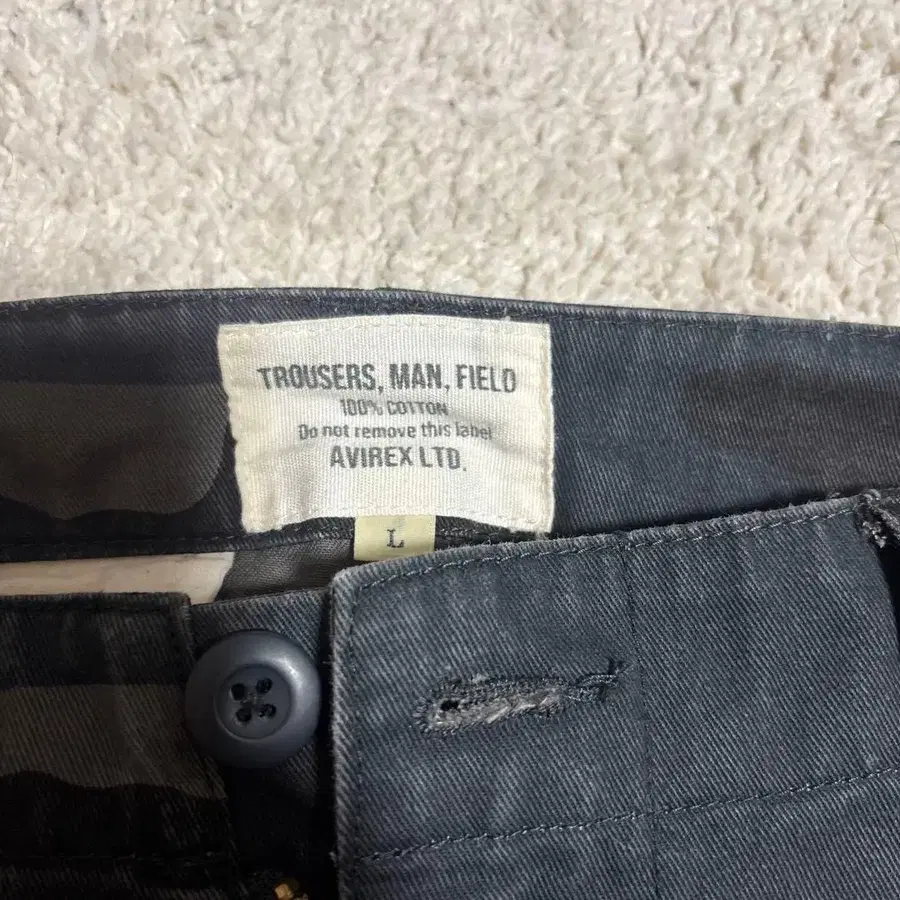 TROUSERS, MAN, FIELD
100% COTTON
Do not remove this label
AVIREX LTD.
L